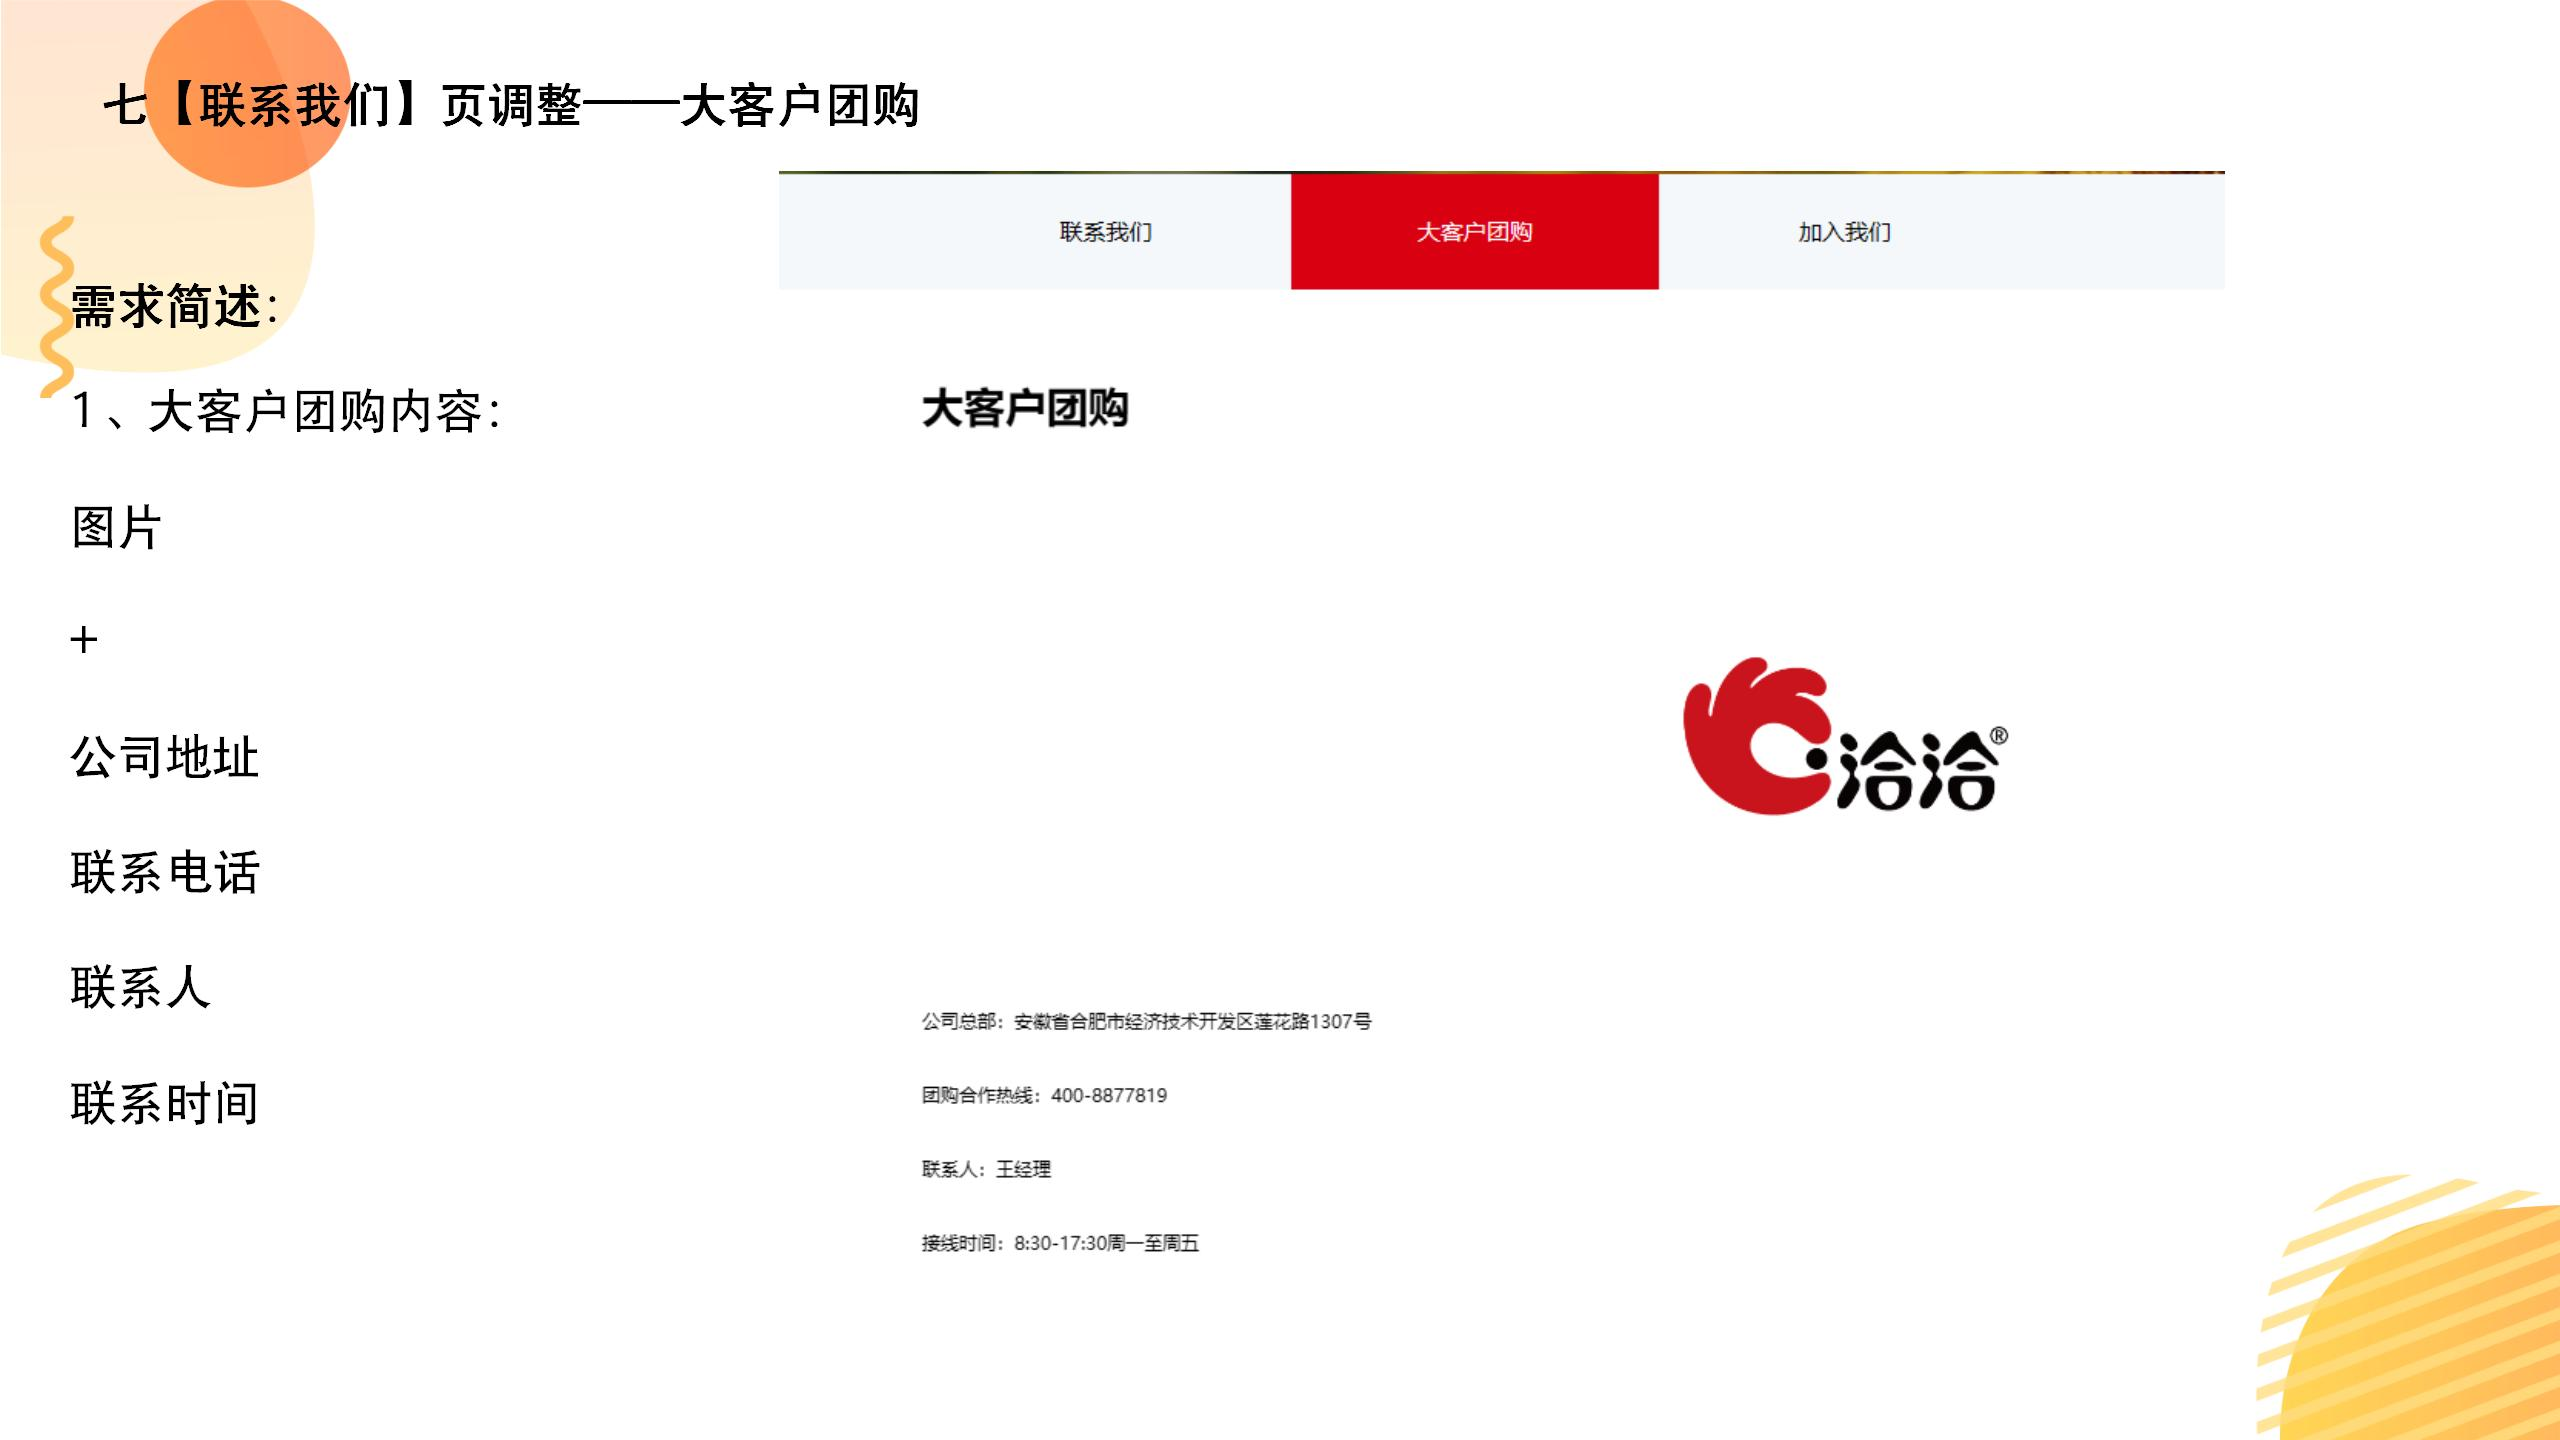 七【联系我们】页调整——大客户团购
需求简述：
1、大客户团购内容：
图片
+
公司地址
联系电话
联系人
联系时间
联系我们
大客户团购
加入我们
大客户团购
洽洽®
公司总部：安徽省合肥市经济技术开发区莲花路1307号
团购合作热线：400-8877819
联系人：王经理
接线时间：8:30-17:30周一至周五